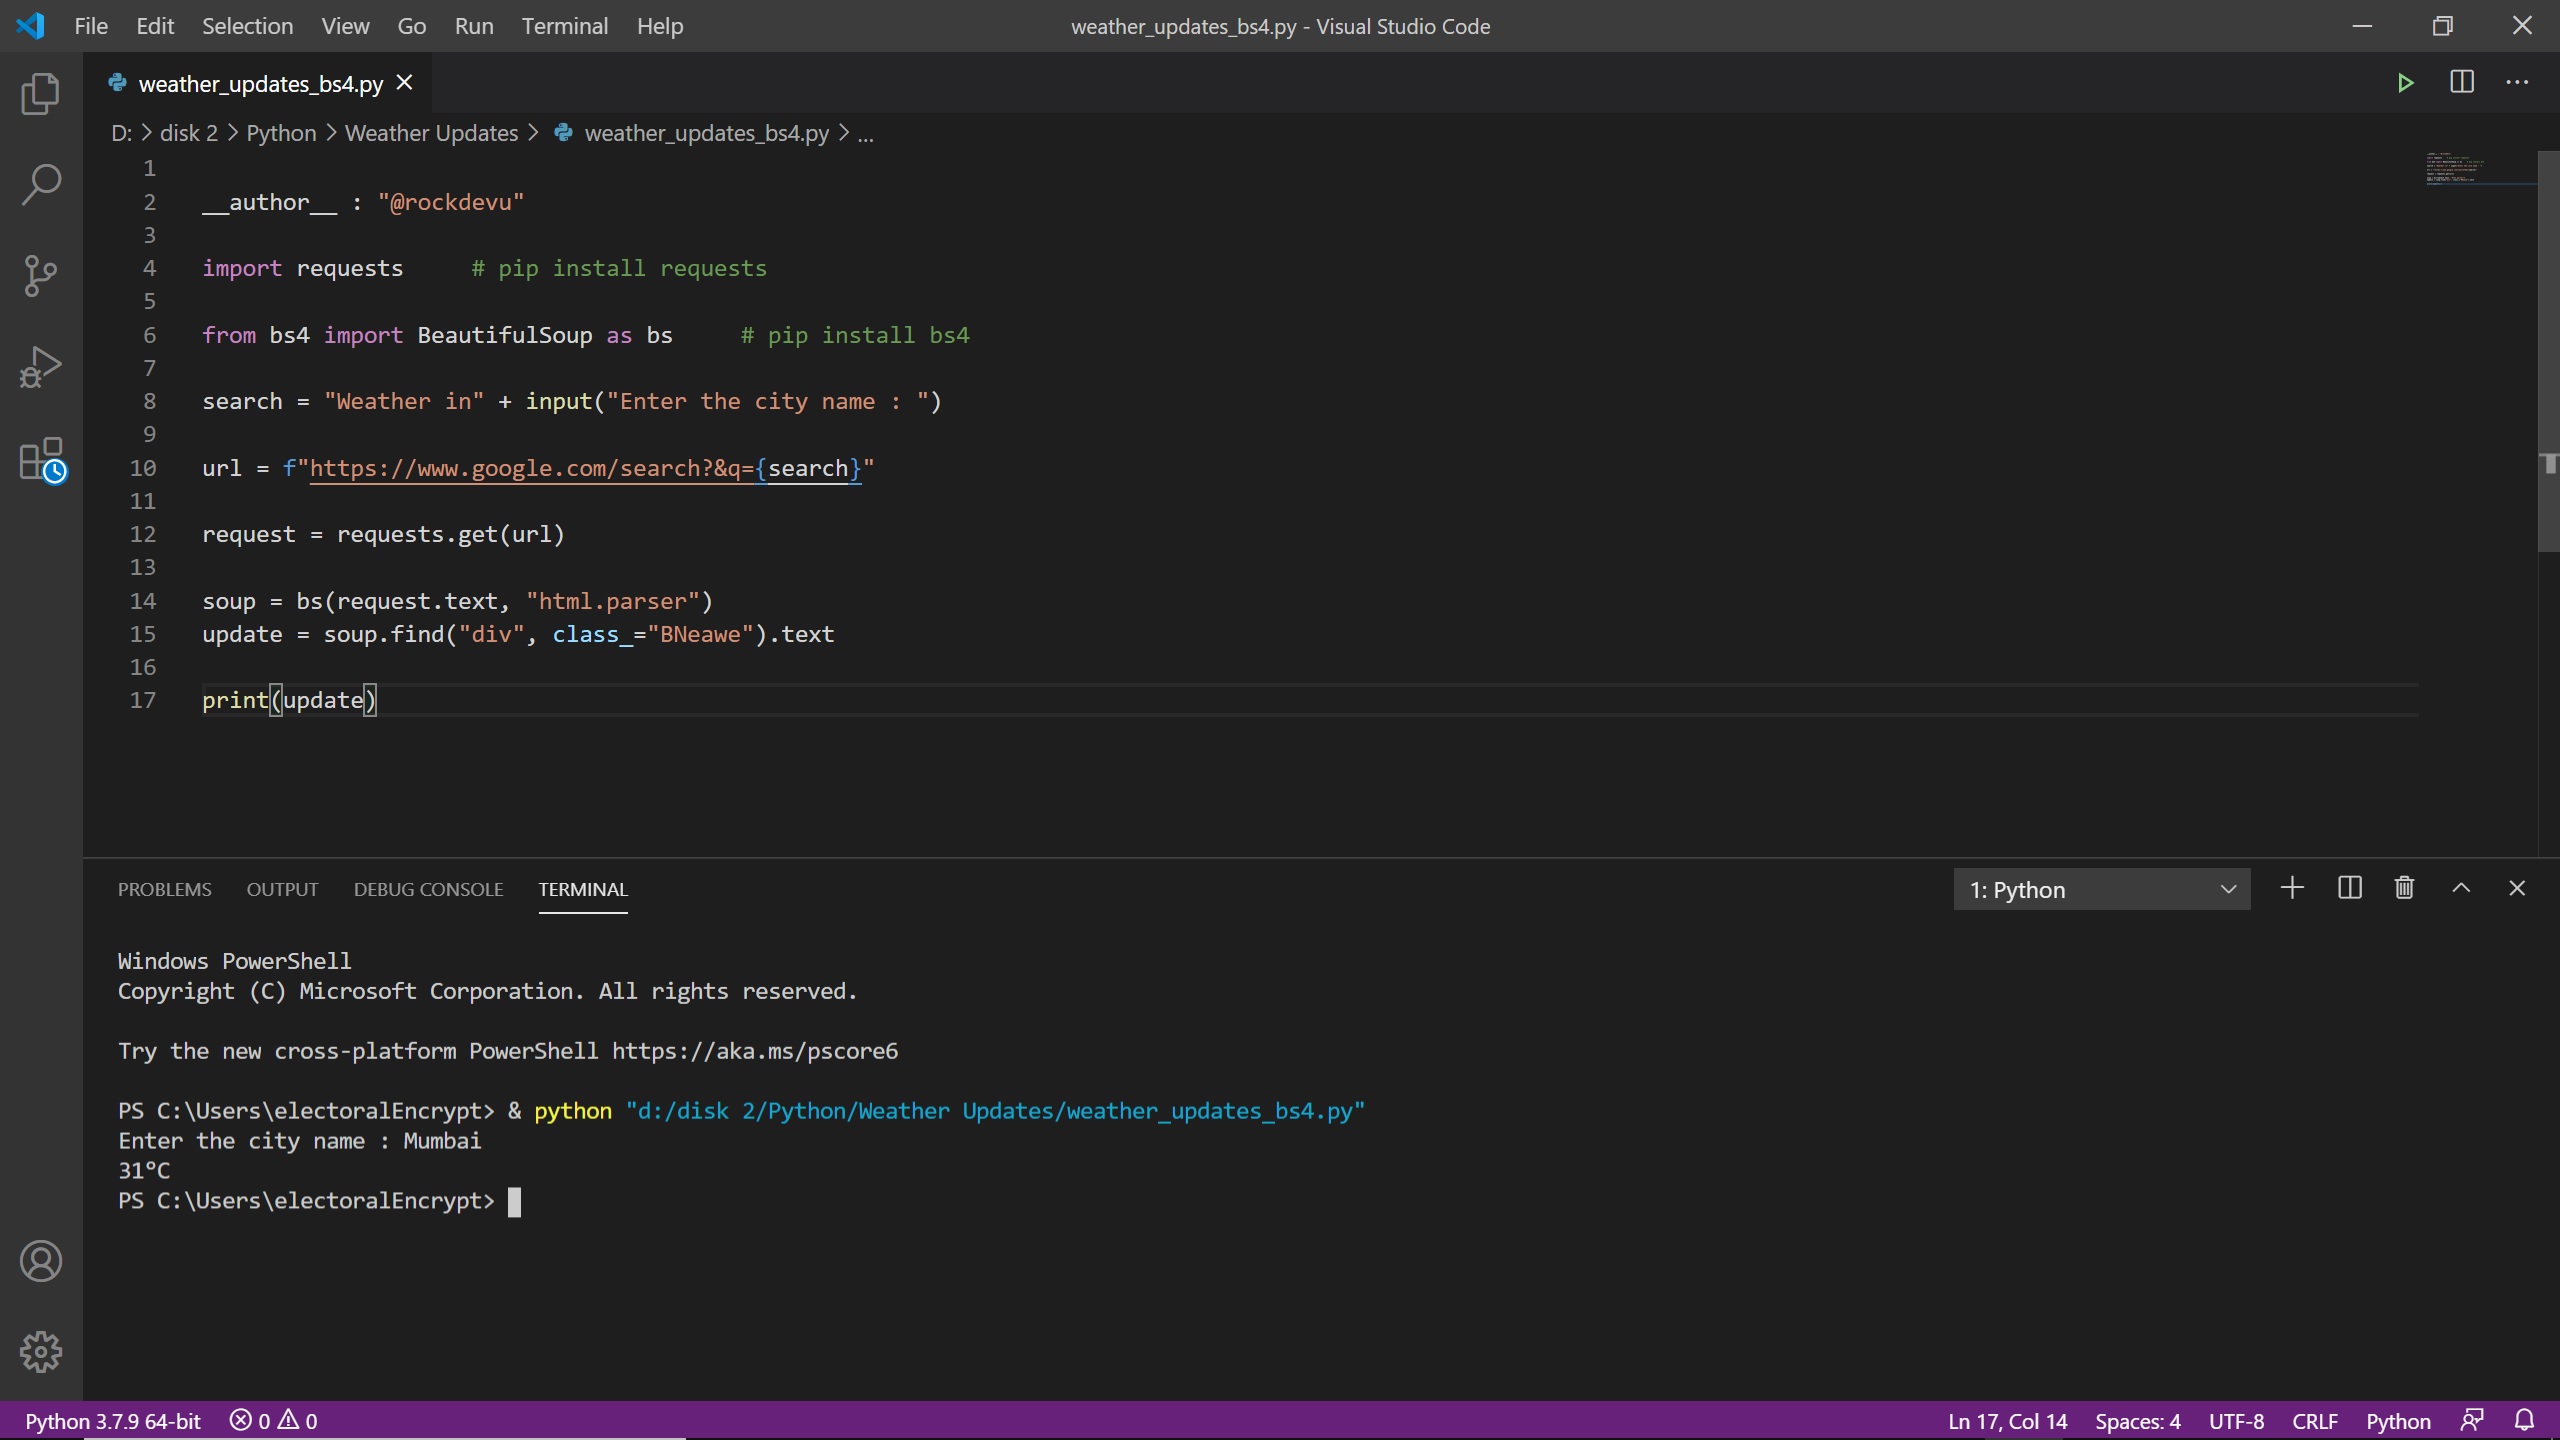 File Edit Selection View Go Run Terminal Help weather_updates_bs4.py - Visual Studio Code
weather_updates_bs4.py
D: > disk 2 > Python > Weather Updates > weather_updates_bs4.py > ...
1
2 __author__ : "@rockdevu"
3
4 import requests     # pip install requests
5
6 from bs4 import BeautifulSoup as bs     # pip install bs4
7
8 search = "Weather in" + input("Enter the city name : ")
9
10 url = f"https://www.google.com/search?&q={search}"
11
12 request = requests.get(url)
13
14 soup = bs(request.text, "html.parser")
15 update = soup.find("div", class_="BNeawe").text
16
17 print(update)
PROBLEMS OUTPUT DEBUG CONSOLE TERMINAL 1: Python
Windows PowerShell
Copyright (C) Microsoft Corporation. All rights reserved.
Try the new cross-platform PowerShell https://aka.ms/pscore6
PS C:\Users\electoralEncrypt> & python "d:/disk 2/Python/Weather Updates/weather_updates_bs4.py"
Enter the city name : Mumbai
31°C
PS C:\Users\electoralEncrypt>
Python 3.7.9 64-bit 0 0 Ln 17, Col 14 Spaces: 4 UTF-8 CRLF Python